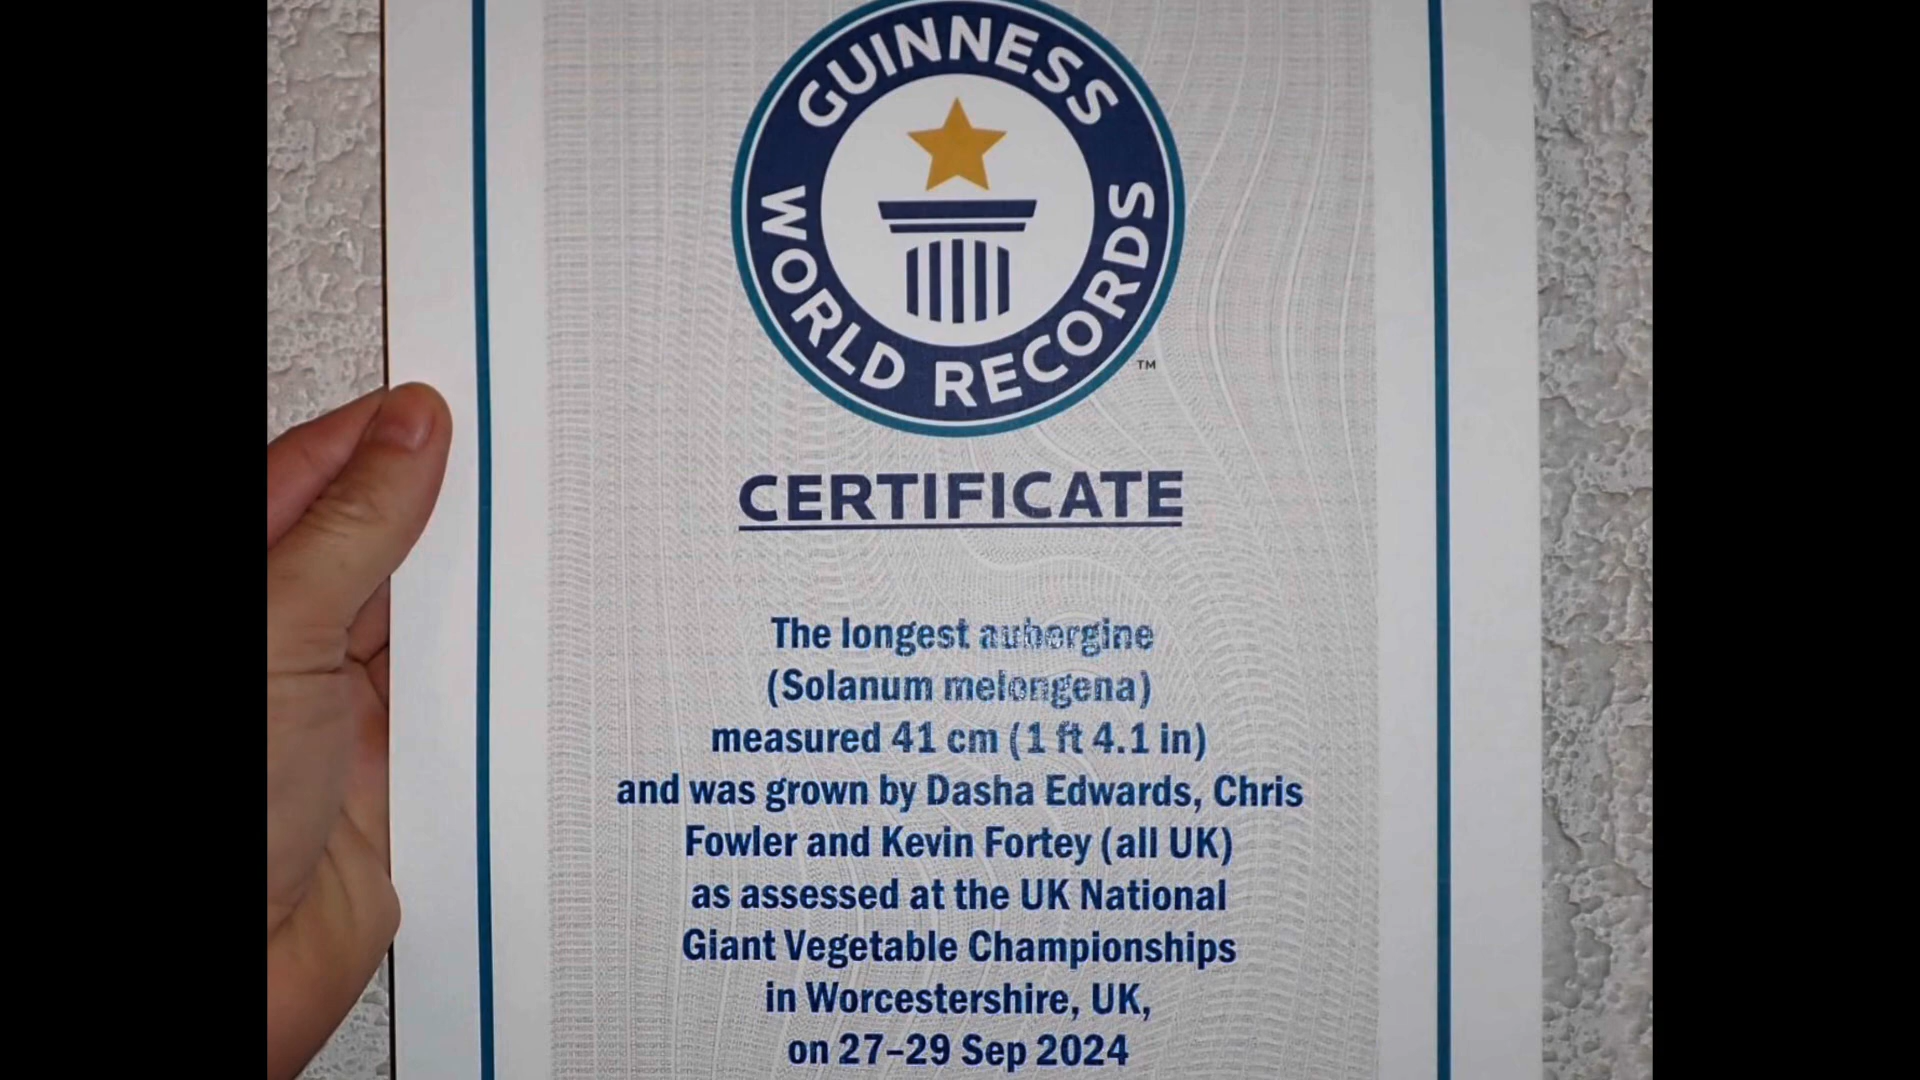 GUINNESS
WORLD RECORDS
TM
CERTIFICATE
The longest aubergine
(Solanum melongena)
measured 41 cm (1 ft 4.1 in)
and was grown by Dasha Edwards, Chris
Fowler and Kevin Fortey (all UK)
as assessed at the UK National
Giant Vegetable Championships
in Worcestershire, UK,
on 27–29 Sep 2024